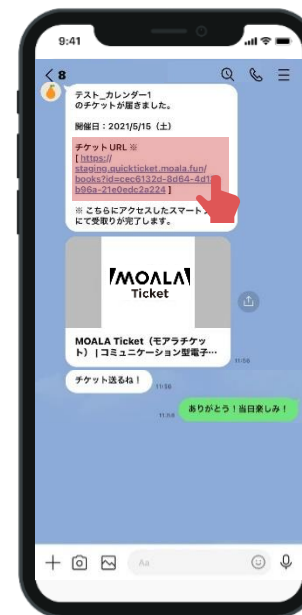 9:41
8
テスト_カレンダー1
のチケットが届きました。
開催日：2021/5/15（土）
チケットURL ※
[ https://
staging.quickticket.moala.fun/
books?id=cec6132d-8d64-4d1
b96a-21e0edc2a224 ]
※ こちらにアクセスしたスマート
にて受取りが完了します。
MOALA
Ticket
MOALA Ticket（モアラチケッ
ト）| コミュニケーション型電子…
11:56
チケット送るね！
11:56
ありがとう！当日楽しみ！
Aa